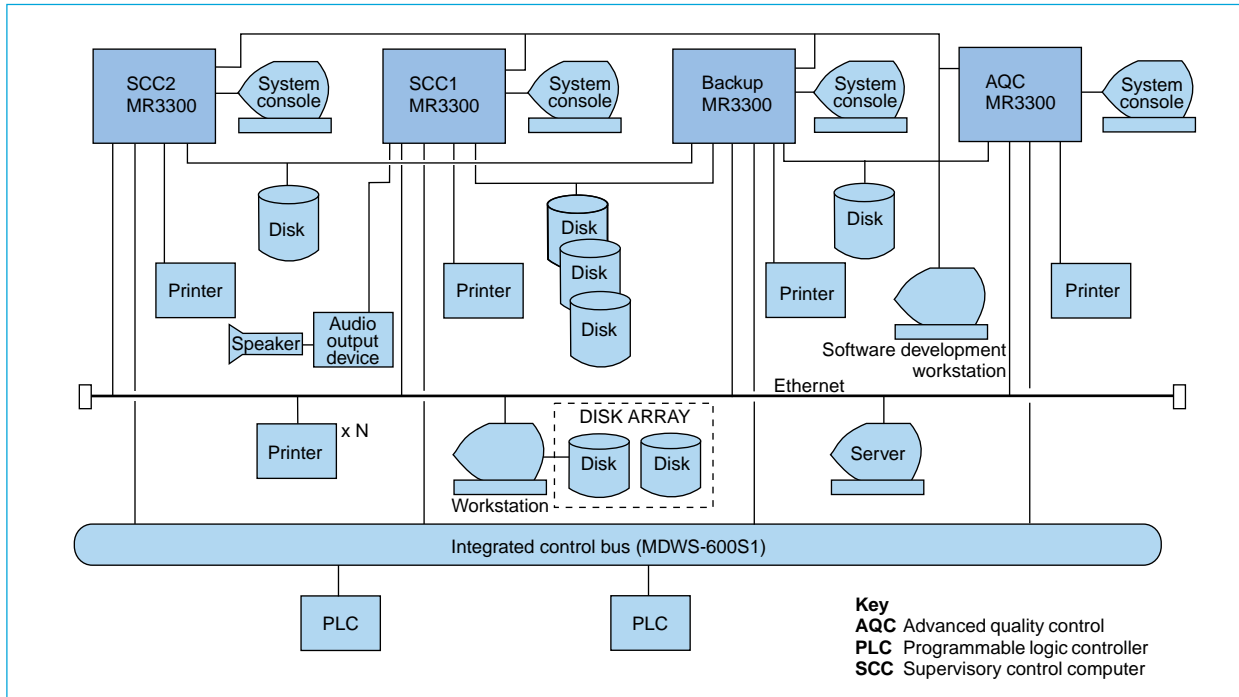 SCC2
MR3300
System
console
SCC1
MR3300
System
console
Backup
MR3300
System
console
AQC
MR3300
System
console
Disk
Disk
Disk
Disk
Disk
Printer
Printer
Printer
Printer
Speaker
Audio
output
device
Software development
workstation
Ethernet
Printer
x N
Workstation
DISK ARRAY
Disk
Disk
Server
Integrated control bus (MDWS-600S1)
PLC
PLC
Key
AQC Advanced quality control
PLC Programmable logic controller
SCC Supervisory control computer